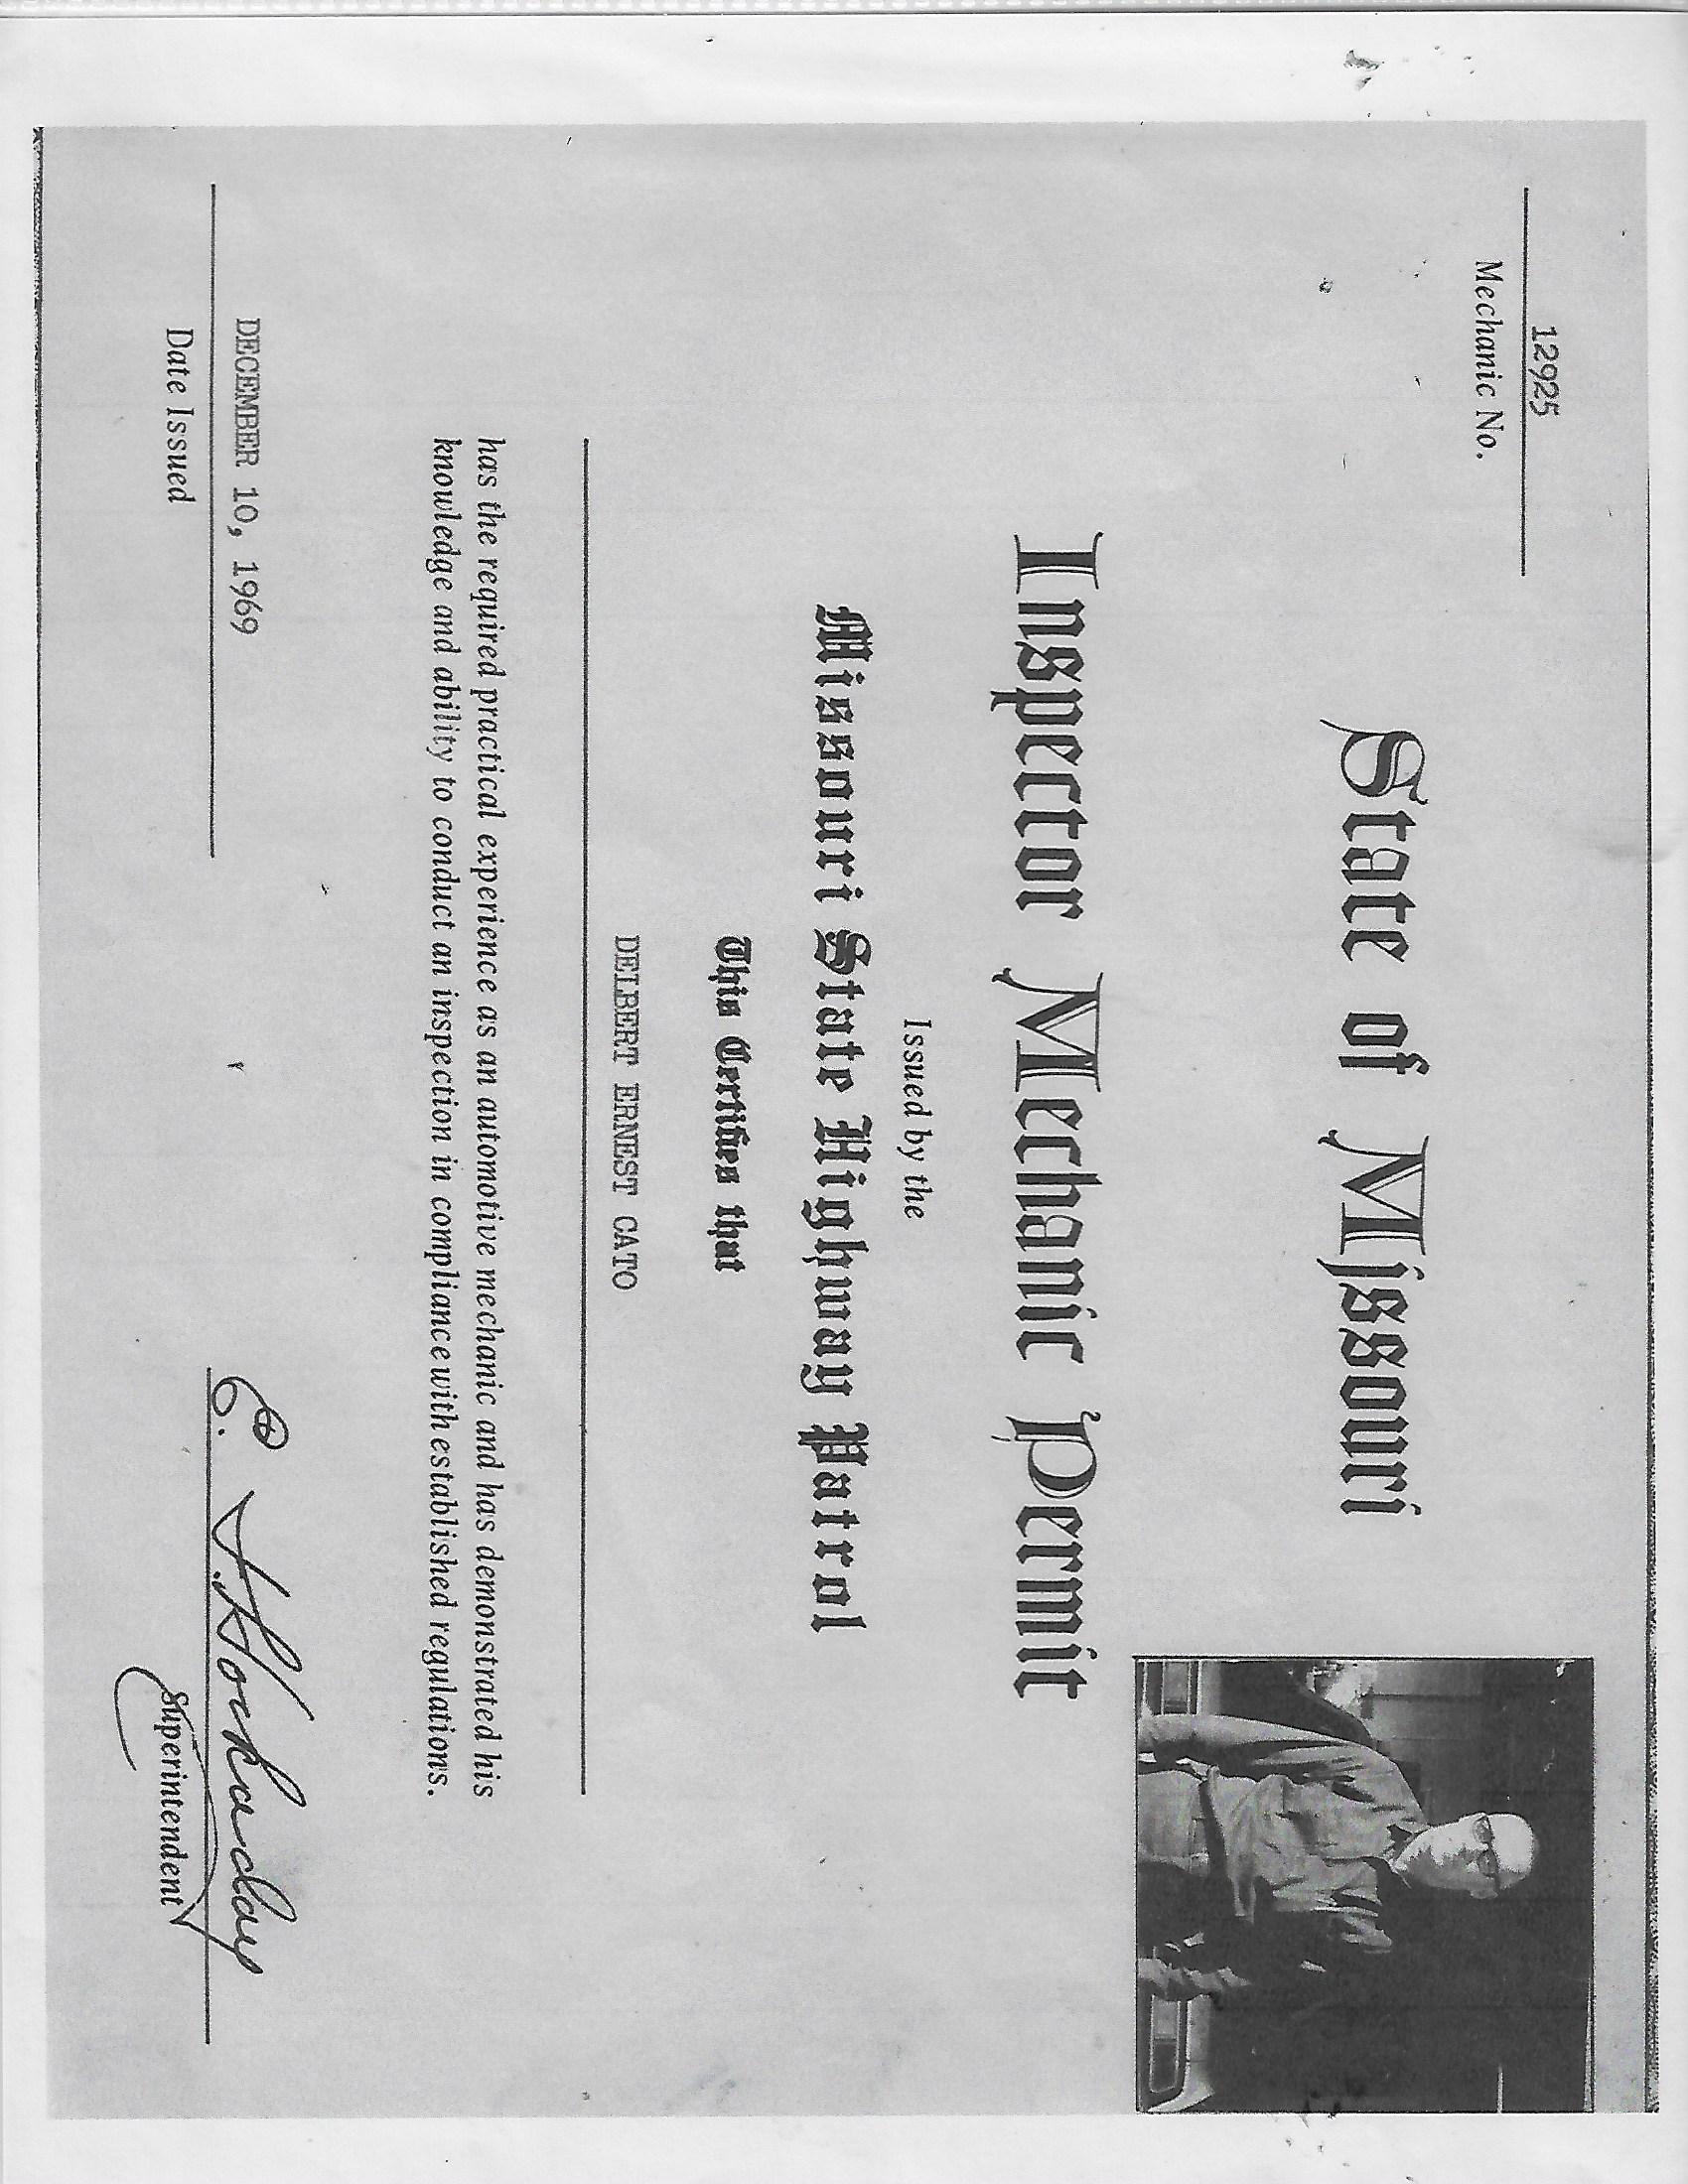 12925
Mechanic No.
State of Missouri
Inspector Mechanic Permit
Issued by the
Missouri State Highway Patrol
This Certifies that
DELBERT ERNEST CATO
has the required practical experience as an automotive mechanic and has demonstrated his
knowledge and ability to conduct an inspection in compliance with established regulations.
DECEMBER 10, 1969
Date Issued
E. I. Hockaday
Superintendent